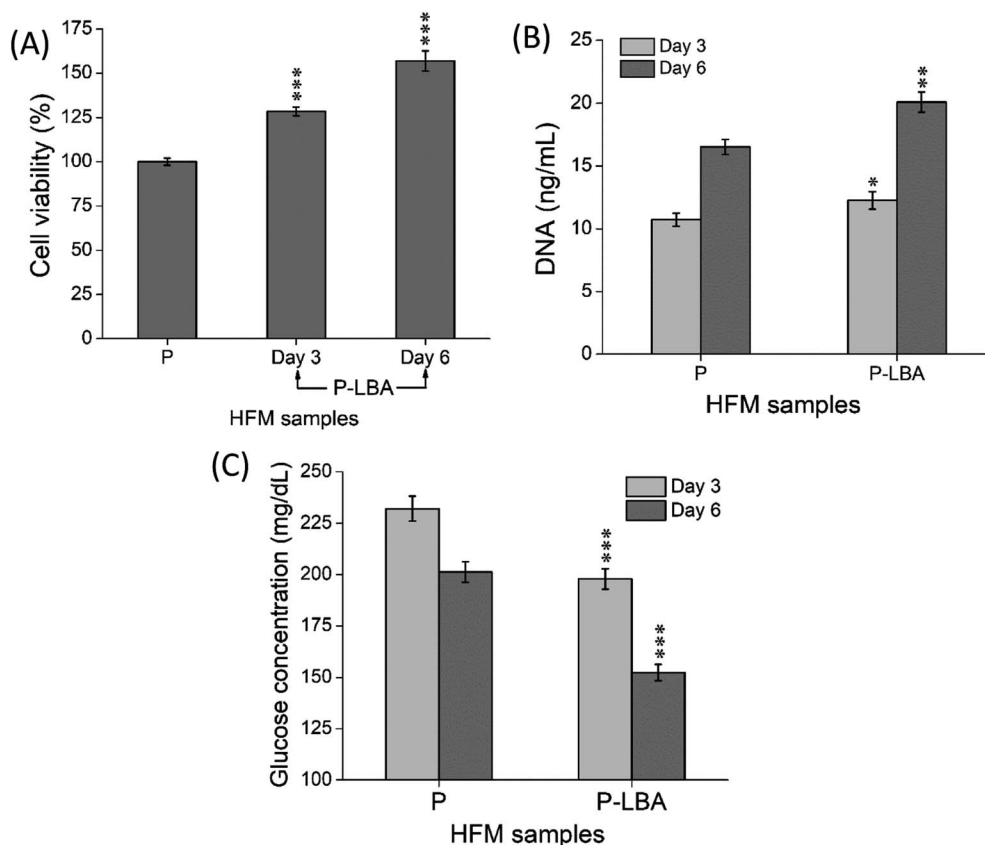 (A)
Cell viability (%)
175
150
125
100
75
50
25
0
***
***
P
Day 3
Day 6
P-LBA
HFM samples
(B)
DNA (ng/mL)
25
20
15
10
5
0
Day 3
Day 6
*
**
P
P-LBA
HFM samples
(C)
Glucose concentration (mg/dL)
250
225
200
175
150
125
100
Day 3
Day 6
***
***
P
P-LBA
HFM samples